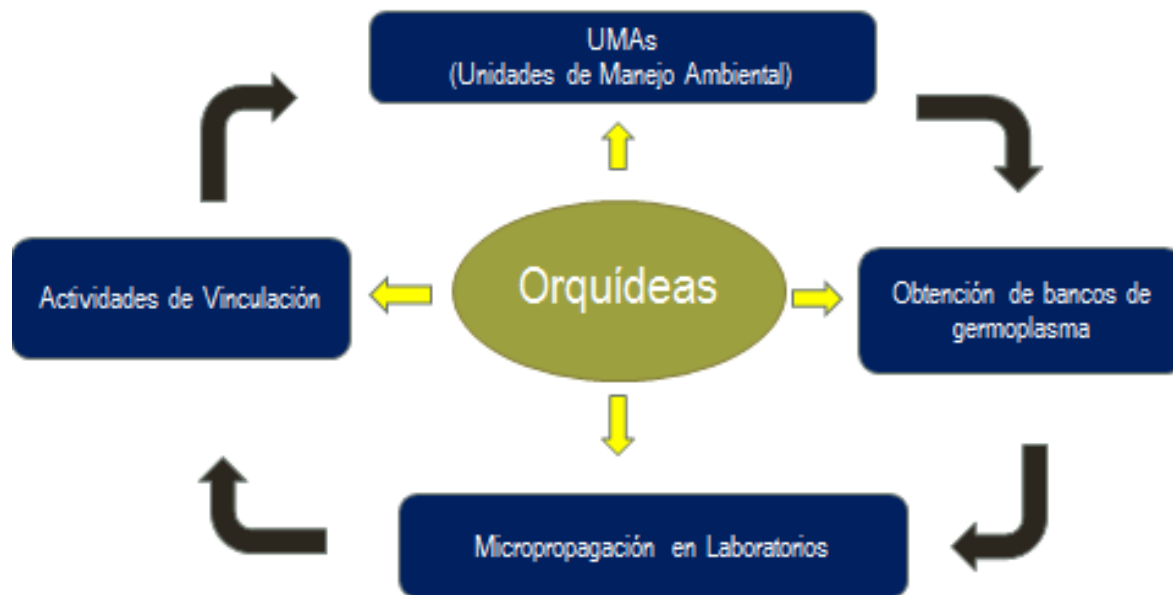 UMAs
(Unidades de Manejo Ambiental)
Actividades de Vinculación
Orquídeas
Obtención de bancos de
germoplasma
Micropropagación en Laboratorios